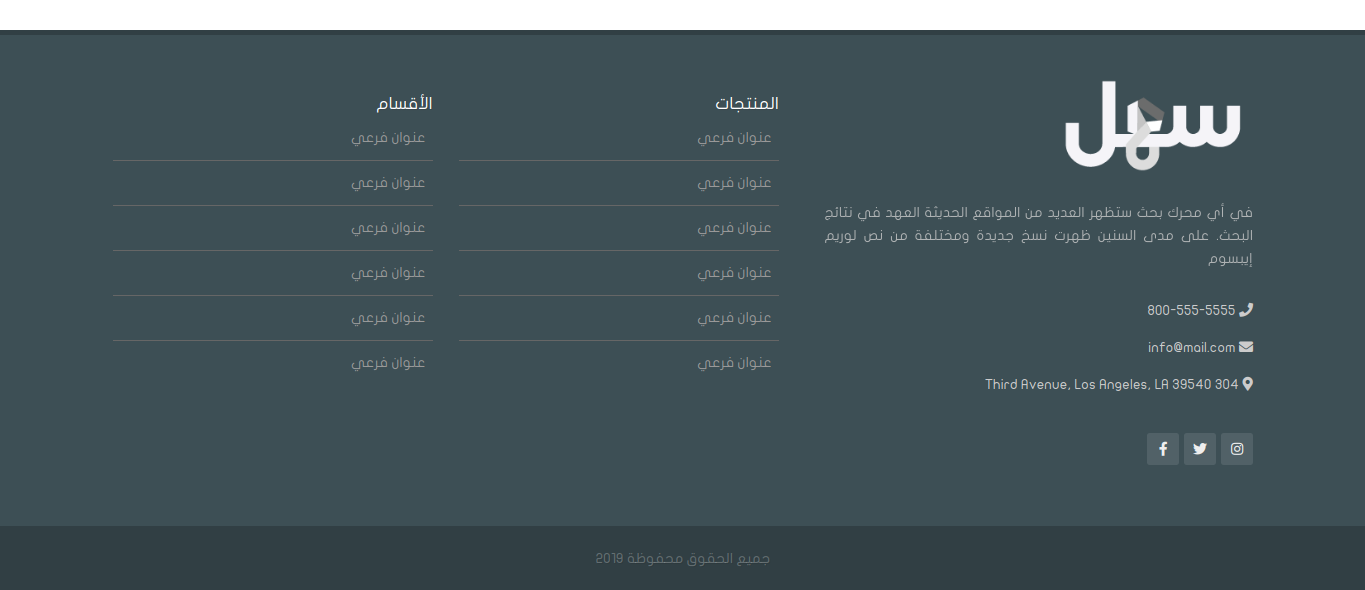 سهل
في أي محرك بحث ستظهر العديد من المواقع الحديثة العهد في نتائج
البحث. على مدى السنين ظهرت نسخ جديدة ومختلفة من نص لوريم
إيبسوم
800-555-5555
info@mail.com
Third Avenue, Los Angeles, LA 39540 304
المنتجات
عنوان فرعي
عنوان فرعي
عنوان فرعي
عنوان فرعي
عنوان فرعي
عنوان فرعي
الأقسام
عنوان فرعي
عنوان فرعي
عنوان فرعي
عنوان فرعي
عنوان فرعي
عنوان فرعي
جميع الحقوق محفوظة 2019